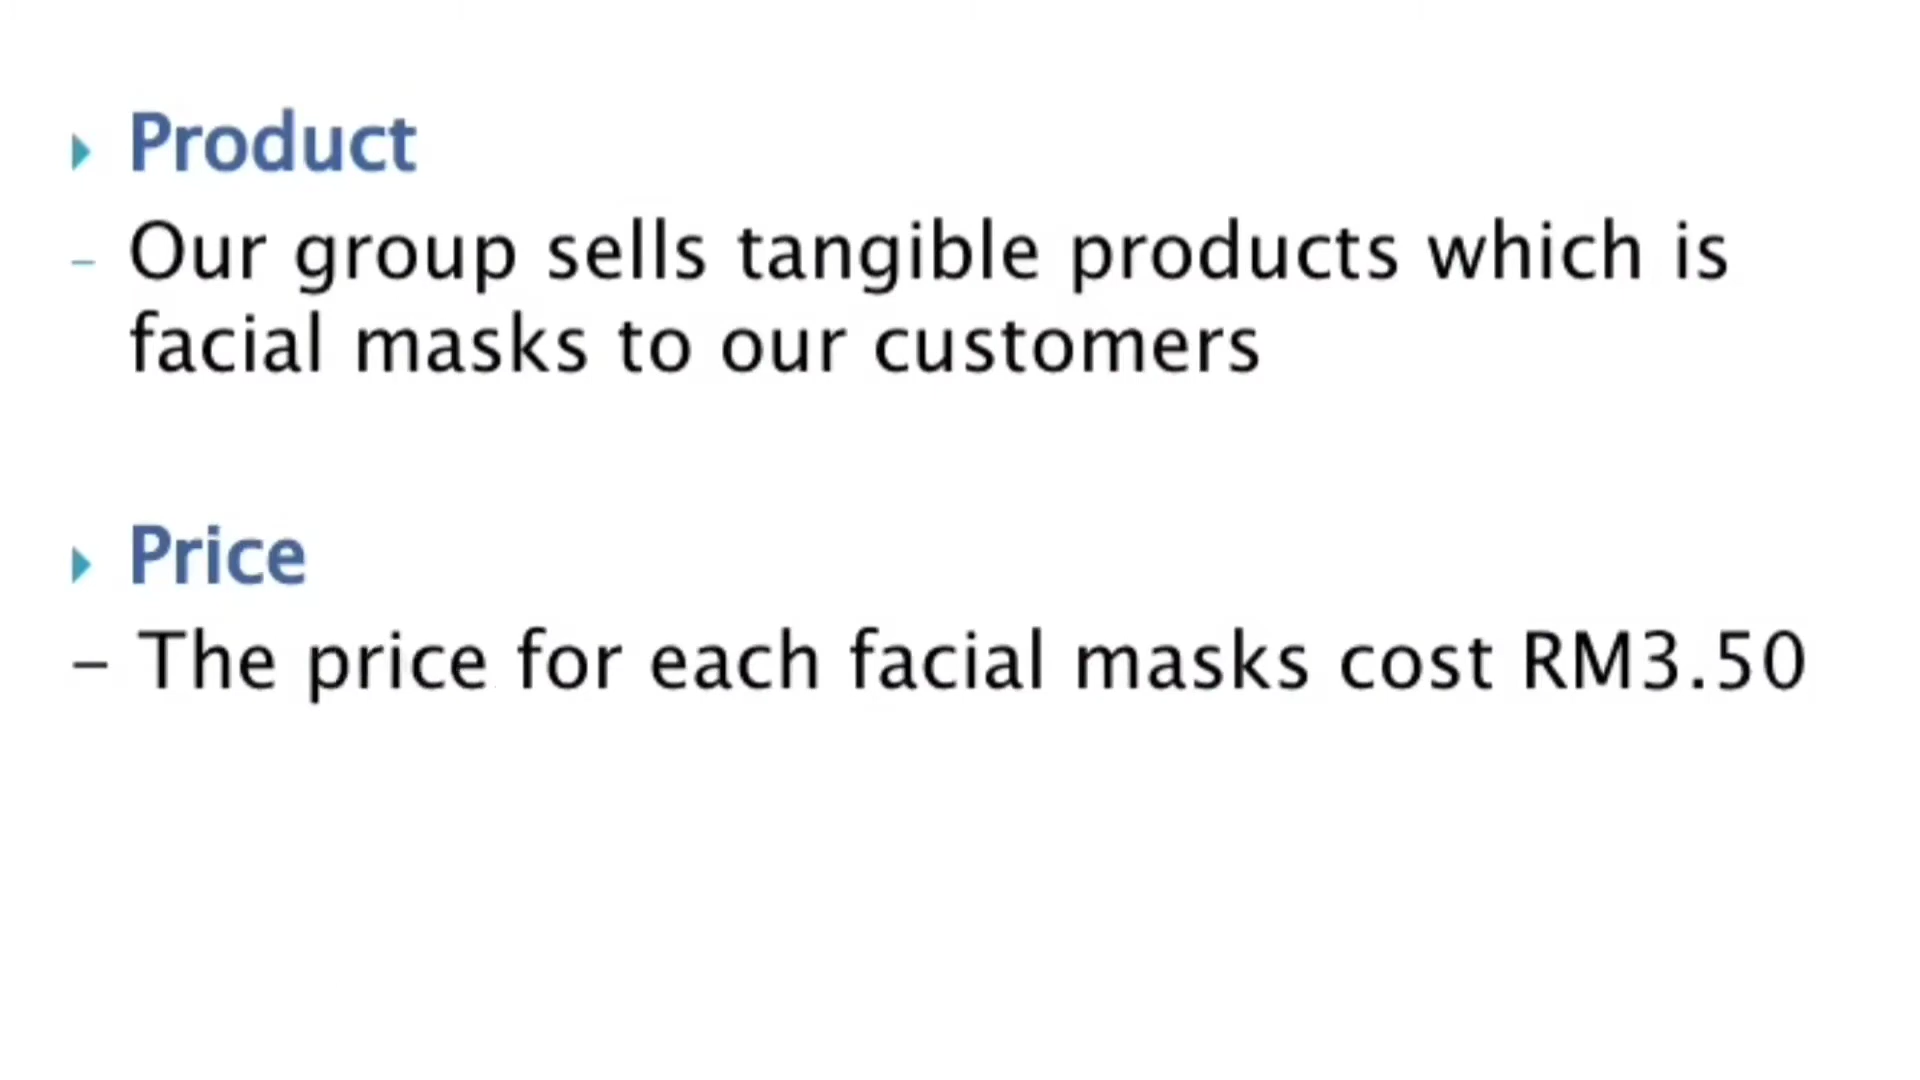 Product
- Our group sells tangible products which is
facial masks to our customers
Price
- The price for each facial masks cost RM3.50